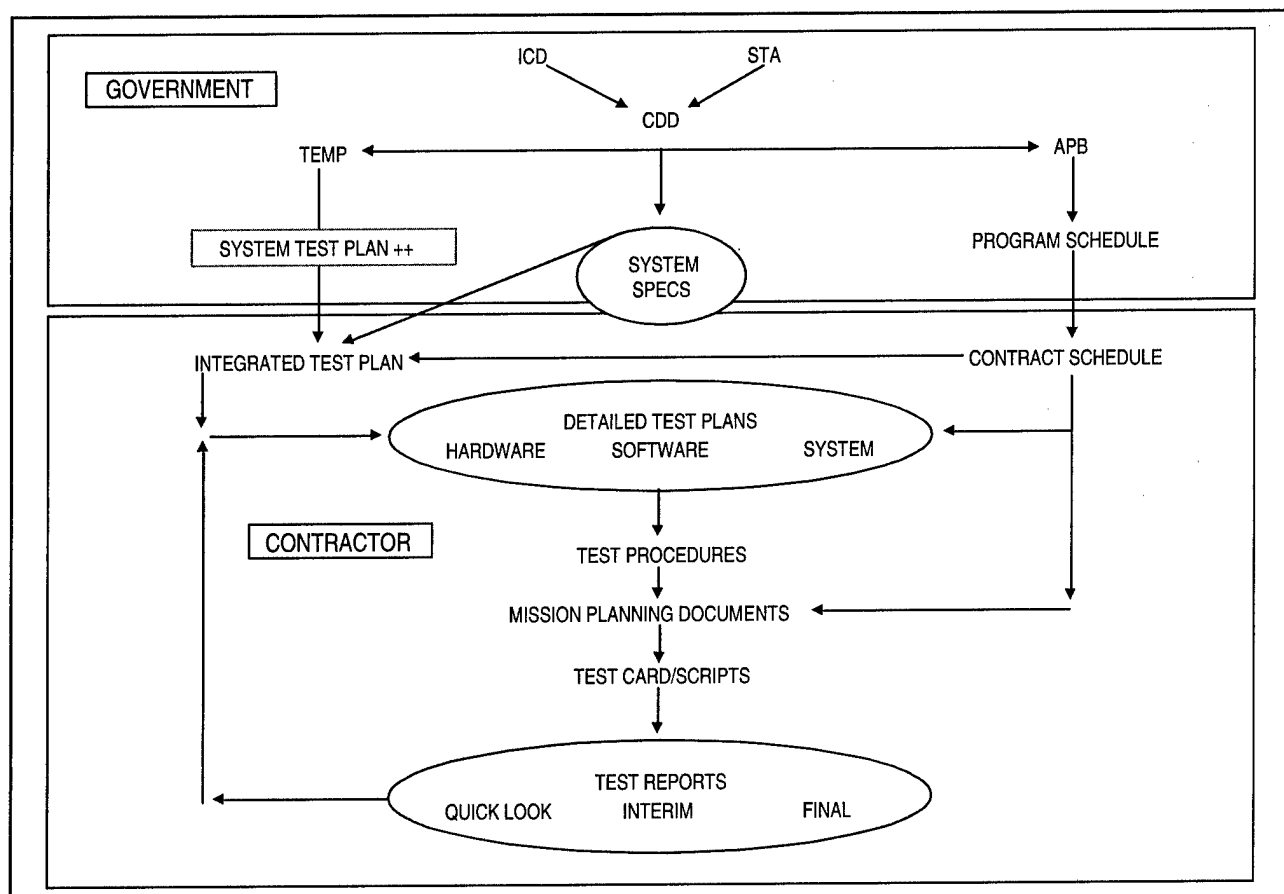 ICD STA
GOVERNMENT
CDD
TEMP APB
SYSTEM TEST PLAN ++
PROGRAM SCHEDULE
SYSTEM
SPECS
INTEGRATED TEST PLAN CONTRACT SCHEDULE
DETAILED TEST PLANS
HARDWARE SOFTWARE SYSTEM
CONTRACTOR
TEST PROCEDURES
MISSION PLANNING DOCUMENTS
TEST CARD/SCRIPTS
TEST REPORTS
QUICK LOOK INTERIM FINAL